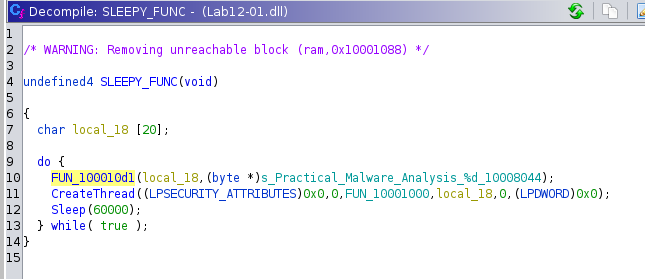 Decompile: SLEEPY_FUNC - (Lab12-01.dll)
1
2 /* WARNING: Removing unreachable block (ram,0x10001088) */
3
4 undefined4 SLEEPY_FUNC(void)
5
6 {
7 char local_18 [20];
8
9 do {
10 FUN_100010d1(local_18,(byte *)s_Practical_Malware_Analysis_%d_10008044);
11 CreateThread((LPSECURITY_ATTRIBUTES)0x0,0,FUN_10001000,local_18,0,(LPDWORD)0x0);
12 Sleep(60000);
13 } while( true );
14 }
15